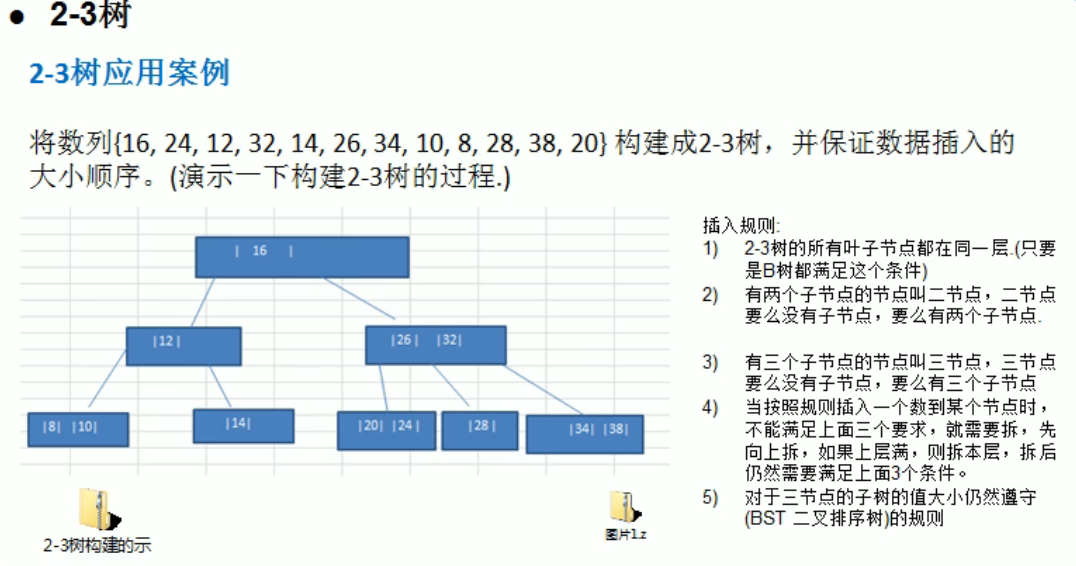 ● 2-3树
2-3树应用案例
将数列{16, 24, 12, 32, 14, 26, 34, 10, 8, 28, 38, 20} 构建成2-3树，并保证数据插入的
大小顺序。(演示一下构建2-3树的过程.)
| 16 |
|12|
|26| |32|
|8| |10|
|14|
|20| |24|
|28|
|34| |38|
2-3树构建的示
图片1.z
插入规则:
1) 2-3树的所有叶子节点都在同一层.(只要
是B树都满足这个条件)
2) 有两个子节点的节点叫二节点，二节点
要么没有子节点，要么有两个子节点.
3) 有三个子节点的节点叫三节点，三节点
要么没有子节点，要么有三个子节点
4) 当按照规则插入一个数到某个节点时，
不能满足上面三个要求，就需要拆，先
向上拆，如果上层满，则拆本层，拆后
仍然需要满足上面3个条件。
5) 对于三节点的子树的值大小仍然遵守
(BST 二叉排序树)的规则